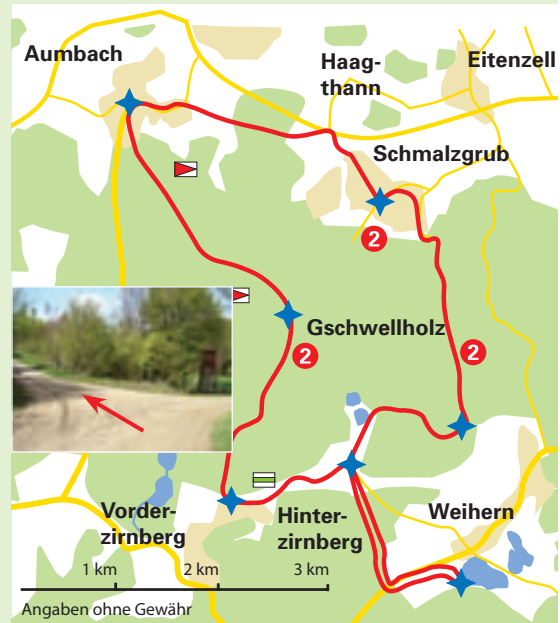 Aumbach
Haag-
thann
Eitenzell
Schmalzgrub
2
Gschwellholz
2
2
Vorder-
zirnberg
Hinter-
zirnberg
Weihern
1 km
2 km
3 km
Angaben ohne Gewähr